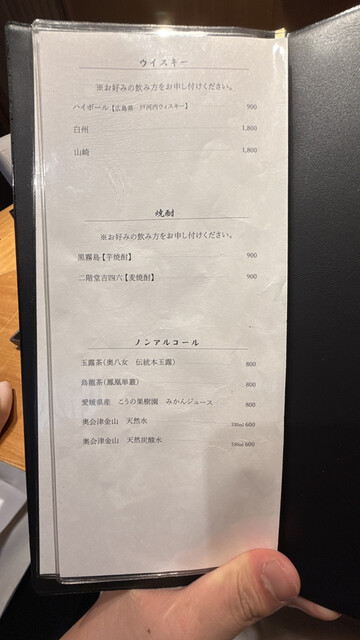 ウイスキー
※お好みの飲み方をお申し付けください。
ハイボール【広島県 戸河内ウィスキー】 900
白州 1,800
山崎 1,800
焼酎
※お好みの飲み方をお申し付けください。
黒霧島【芋焼酎】 900
二階堂吉四六【麦焼酎】 900
ノンアルコール
玉露茶(奥八女 伝統本玉露) 800
烏龍茶(鳳凰単叢) 800
愛媛県産 こうの果樹園 みかんジュース 800
奥会津金山 天然水 330ml 600
奥会津金山 天然炭酸水 330ml 600